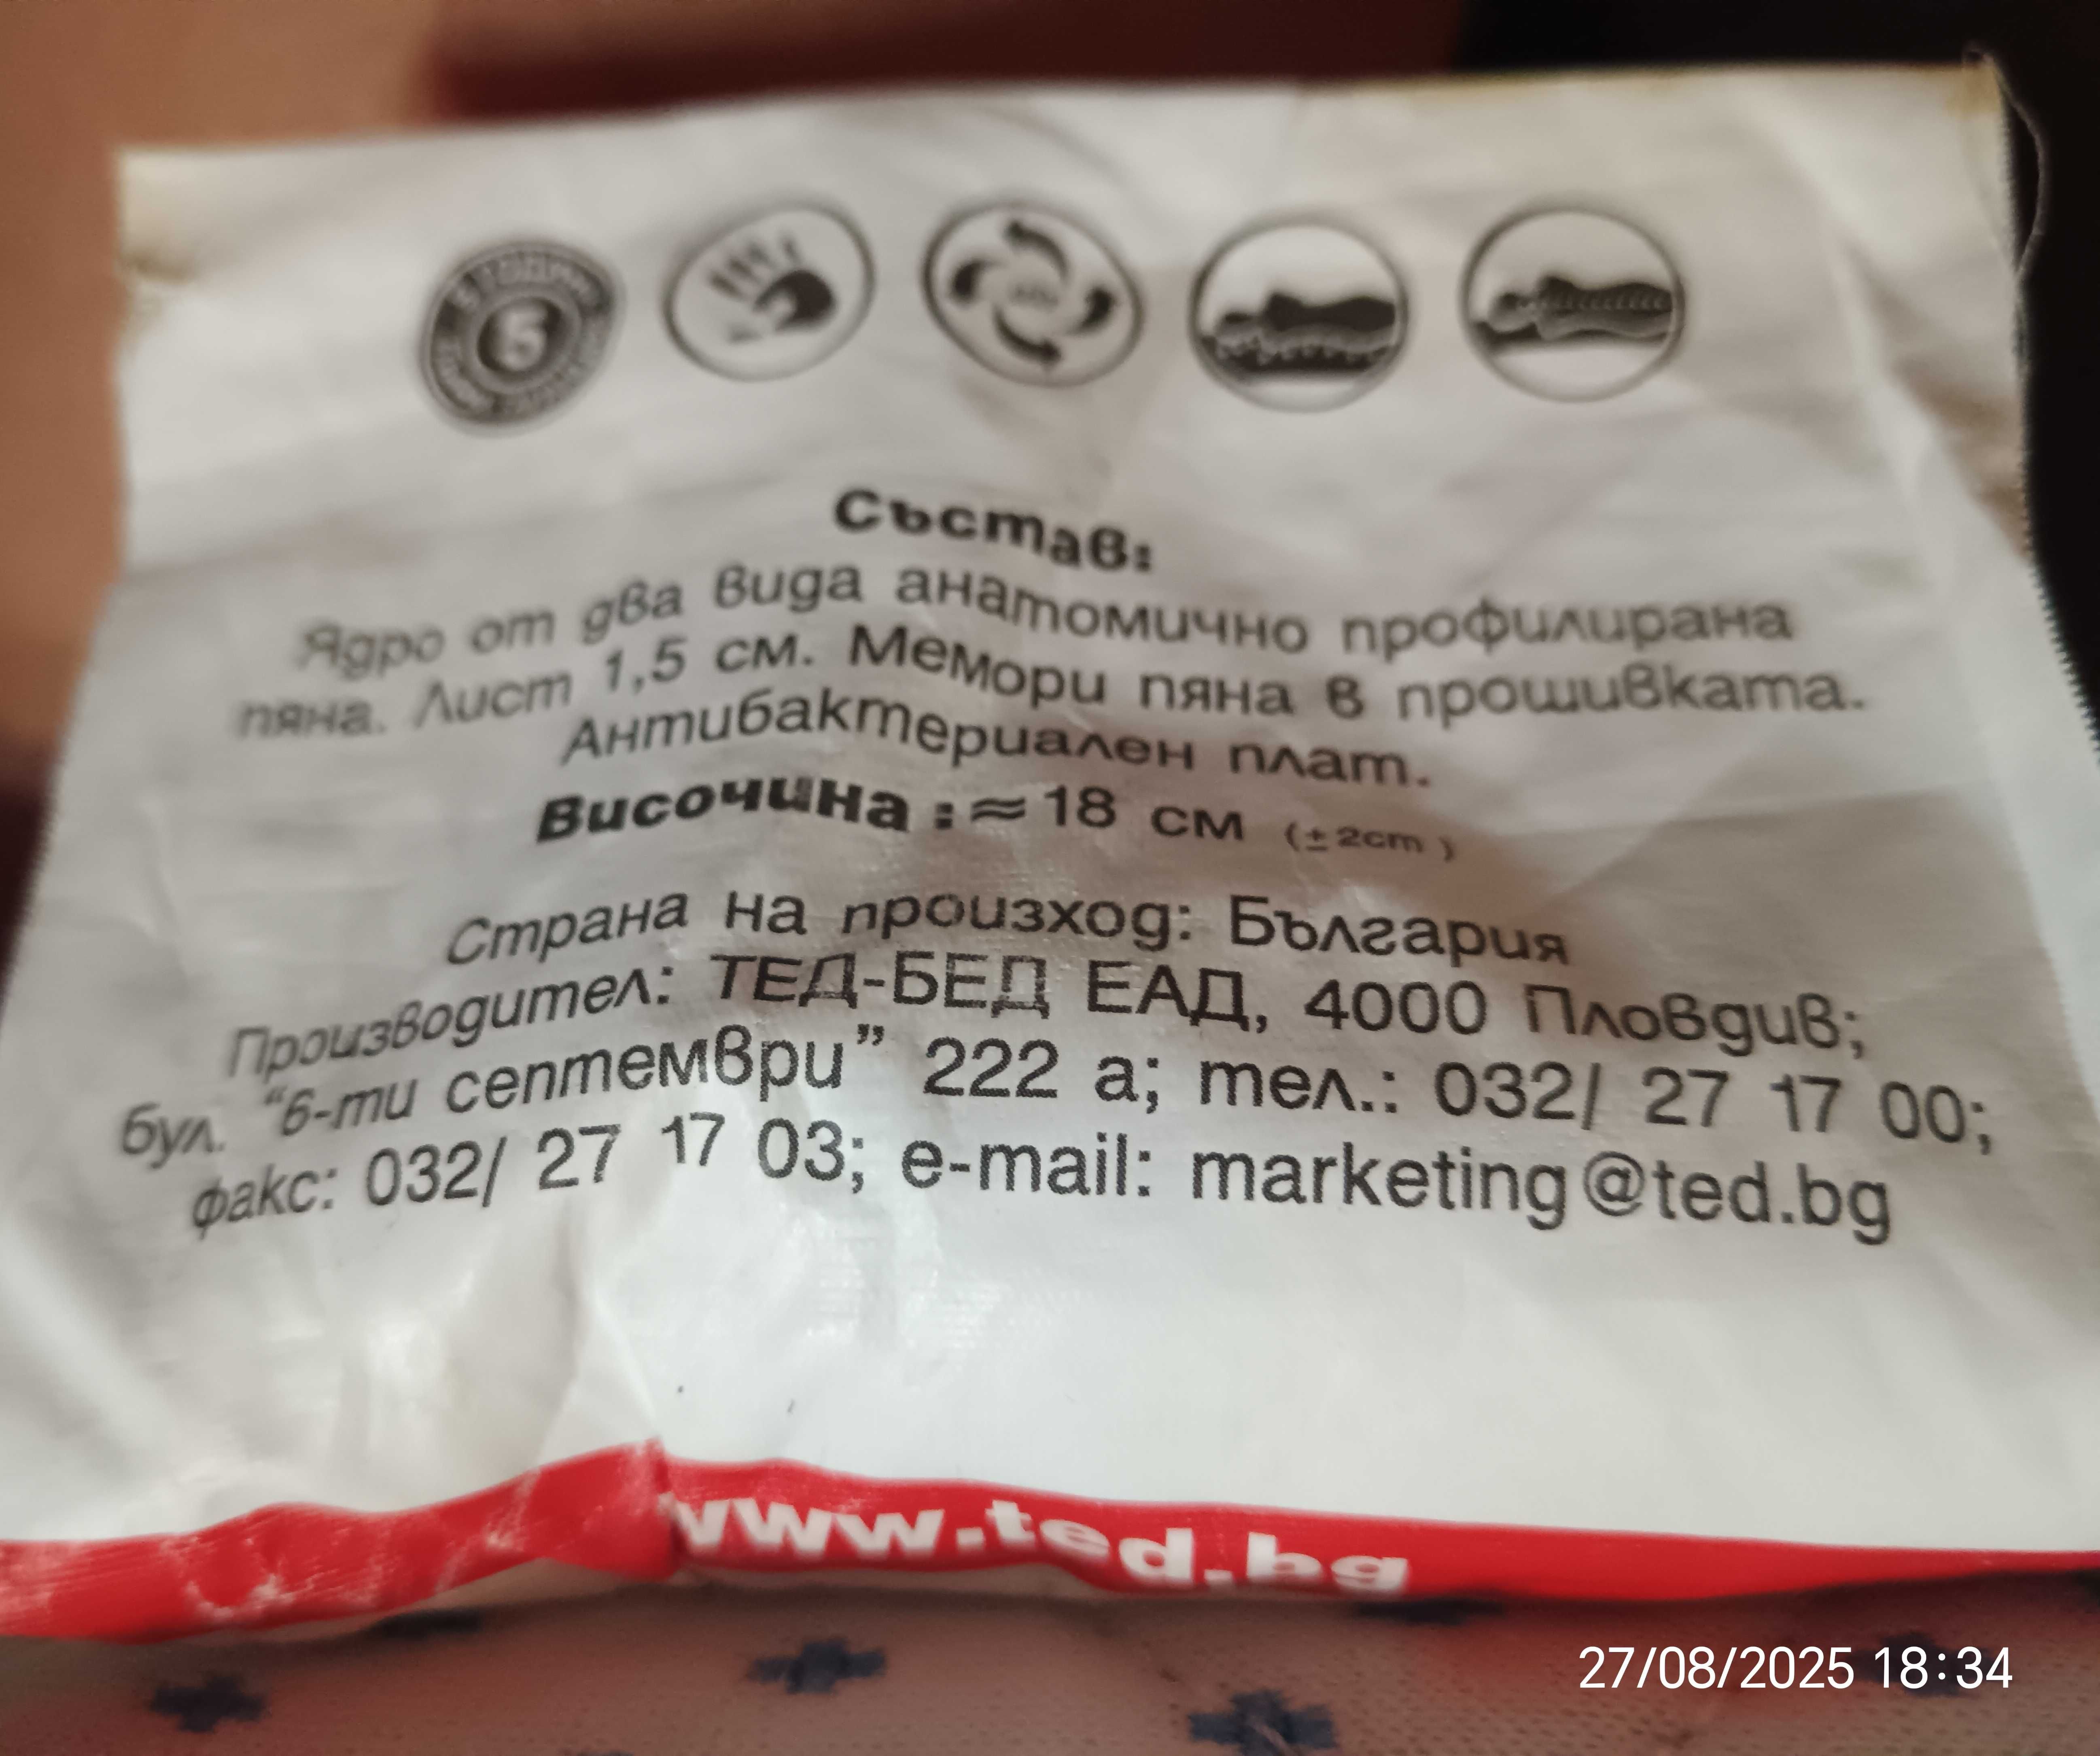 5 ГОДИНИ
5
Състав:
Ядро от два вида анатомично профилирана
пяна. Лист 1,5 см. Мемори пяна в прошивката.
Антибактериален плат.
Височина :≈18 см (±2cm )
Страна на произход: България
Производител: ТЕД-БЕД ЕАД, 4000 Пловдив;
бул. “6-ти септември” 222 а; тел.: 032/ 27 17 00;
факс: 032/ 27 17 03; e-mail: marketing@ted.bg
www.ted.bg
27/08/2025 18:34